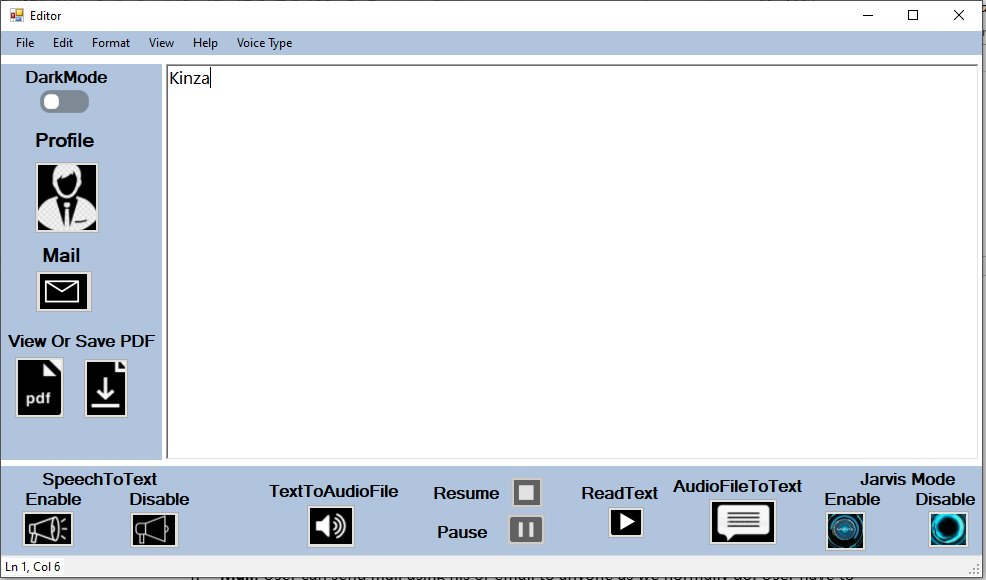 Editor
File Edit Format View Help Voice Type
DarkMode
Kinza
Profile
Mail
View Or Save PDF
pdf
SpeechToText
Enable Disable
TextToAudioFile
Resume
Pause
ReadText
AudioFileToText
Jarvis Mode
Enable Disable
Ln 1, Col 6